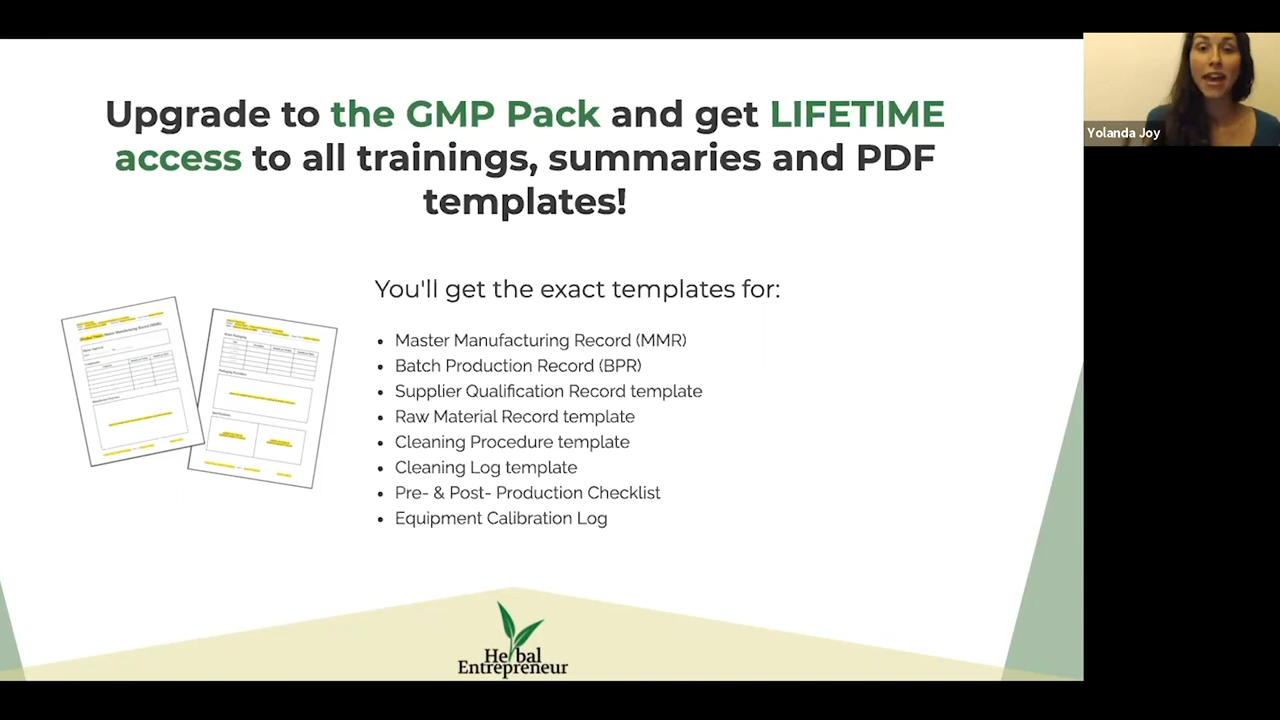 Upgrade to the GMP Pack and get LIFETIME
access to all trainings, summaries and PDF
templates!
Yolanda Joy
You'll get the exact templates for:
• Master Manufacturing Record (MMR)
• Batch Production Record (BPR)
• Supplier Qualification Record template
• Raw Material Record template
• Cleaning Procedure template
• Cleaning Log template
• Pre- & Post- Production Checklist
• Equipment Calibration Log
Herbal
Entrepreneur